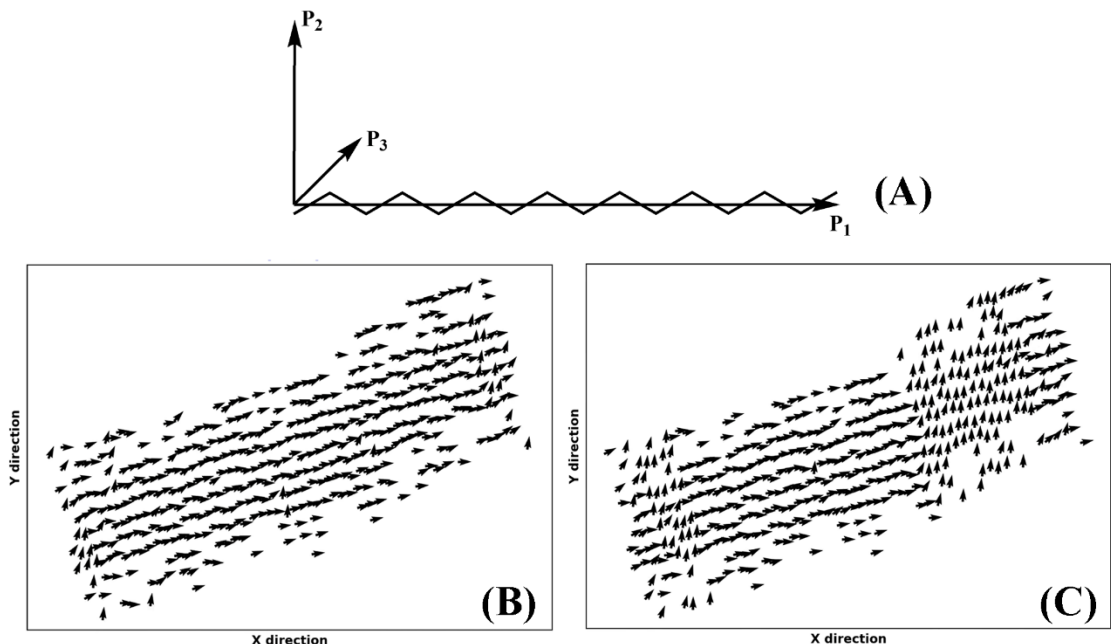 P2
P3
P1
(A)
Y direction
(B)
X direction
Y direction
(C)
X direction